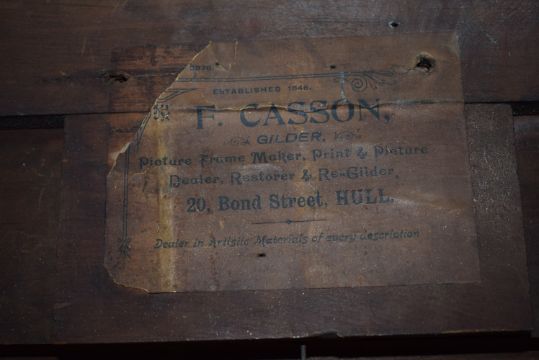 ESTABLISHED 1846.
F. CASSON,
GILDER,
Picture Frame Maker, Print & Picture
Dealer, Restorer & Re-Gilder,
20, Bond Street, HULL.
Dealer in Artistic Materials of every description